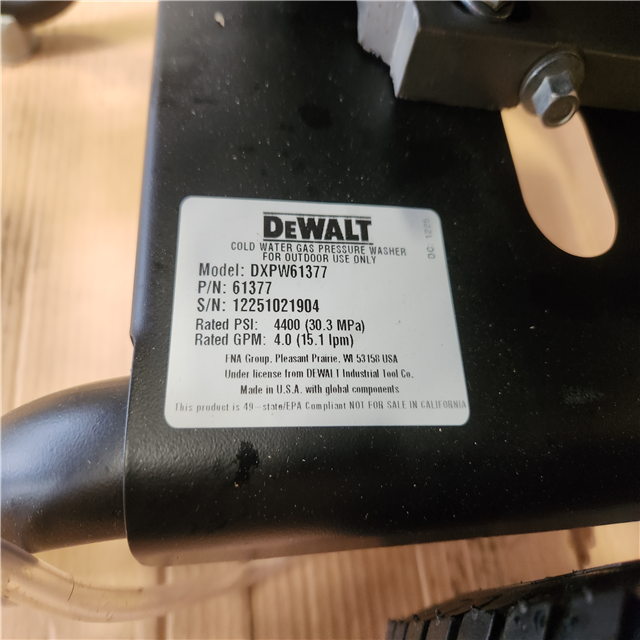 DEWALT
COLD WATER GAS PRESSURE WASHER
FOR OUTDOOR USE ONLY
Model: DXPW61377
P/N: 61377
S/N: 12251021904
Rated PSI: 4400 (30.3 MPa)
Rated GPM: 4.0 (15.1 lpm)
FNA Group, Pleasant Prairie, WI 53158 USA
Under license from DEWALT Industrial Tool Co.
Made in U.S.A. with global components
This product is 49-state/EPA Compliant NOT FOR SALE IN CALIFORNIA
DC: 1225